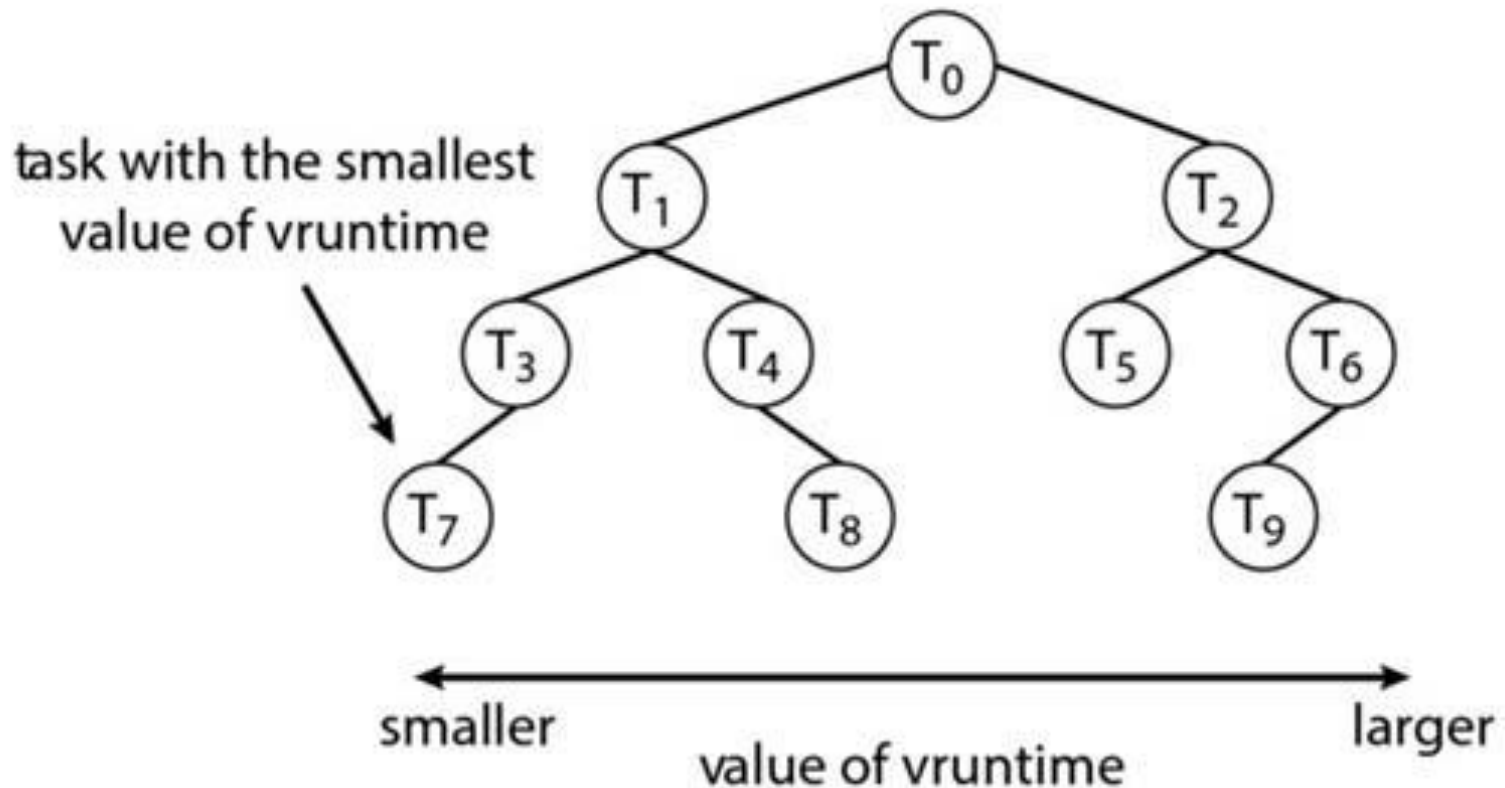 T0
task with the smallest
value of vruntime
T1
T2
T3
T4
T5
T6
T7
T8
T9
smaller
larger
value of vruntime